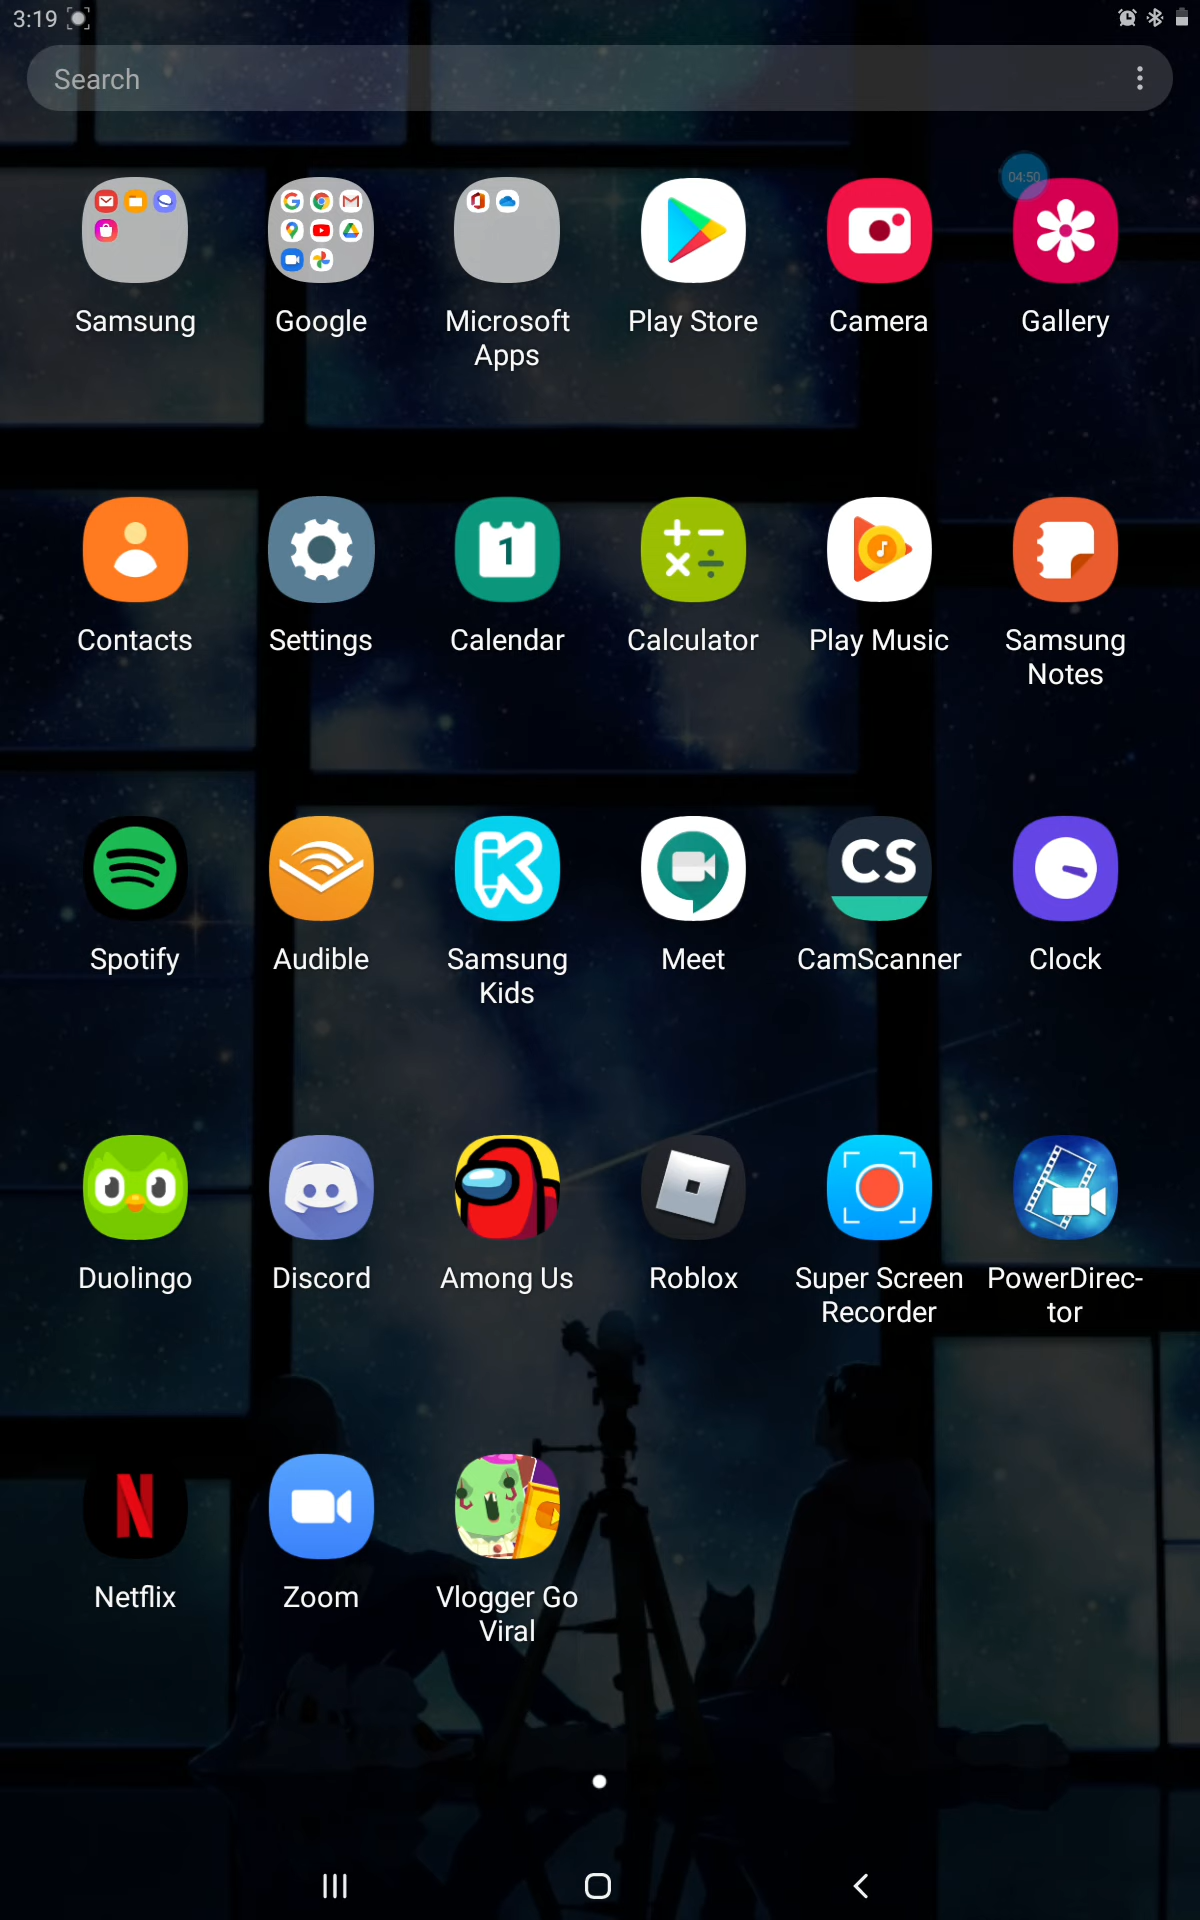 3:19
Search
04:50
Samsung
Google
Microsoft
Apps
Play Store
Camera
Gallery
1
Contacts
Settings
Calendar
Calculator
Play Music
Samsung
Notes
CS
Spotify
Audible
Samsung
Kids
Meet
CamScanner
Clock
Duolingo
Discord
Among Us
Roblox
Super Screen
Recorder
PowerDirec-
tor
N
Netflix
Zoom
Vlogger Go
Viral